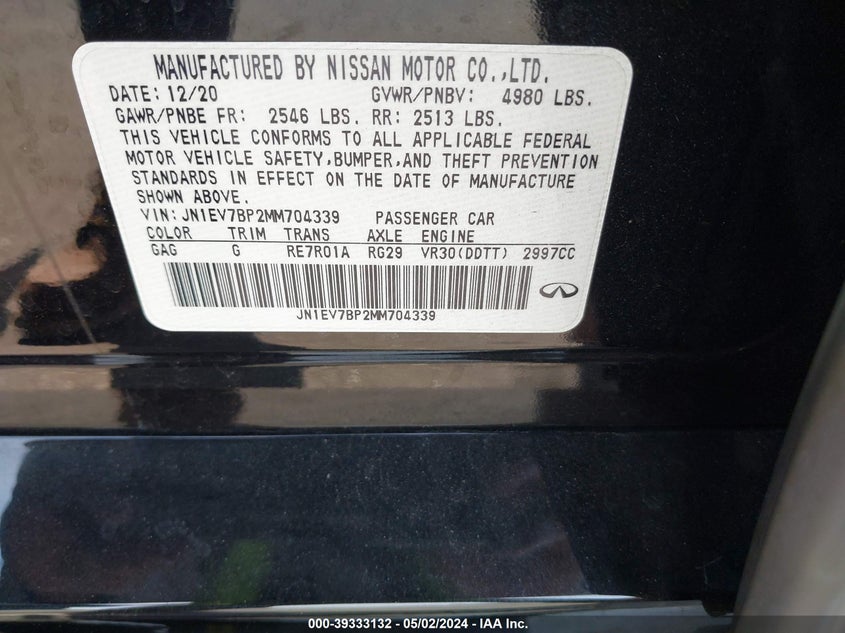 MANUFACTURED BY NISSAN MOTOR CO.,LTD.
DATE: 12/20 GVWR/PNBV: 4980 LBS.
GAWR/PNBE FR: 2546 LBS. RR: 2513 LBS.
THIS VEHICLE CONFORMS TO ALL APPLICABLE FEDERAL
MOTOR VEHICLE SAFETY,BUMPER,AND THEFT PREVENTION
STANDARDS IN EFFECT ON THE DATE OF MANUFACTURE
SHOWN ABOVE.
VIN: JN1EV7BP2MM704339 PASSENGER CAR
COLOR TRIM TRANS AXLE ENGINE
GAG G RE7R01A RG29 VR30(DDTT) 2997CC
JN1EV7BP2MM704339
000-39333132 - 05/02/2024 - IAAI.com